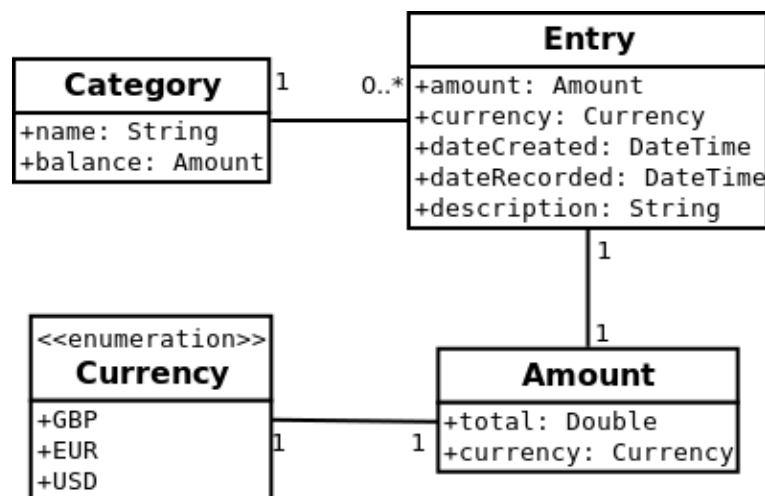 Category
+name: String
+balance: Amount
1
0..*
Entry
+amount: Amount
+currency: Currency
+dateCreated: DateTime
+dateRecorded: DateTime
+description: String
1
1
<<enumeration>>
Currency
+GBP
+EUR
+USD
1
1
Amount
+total: Double
+currency: Currency